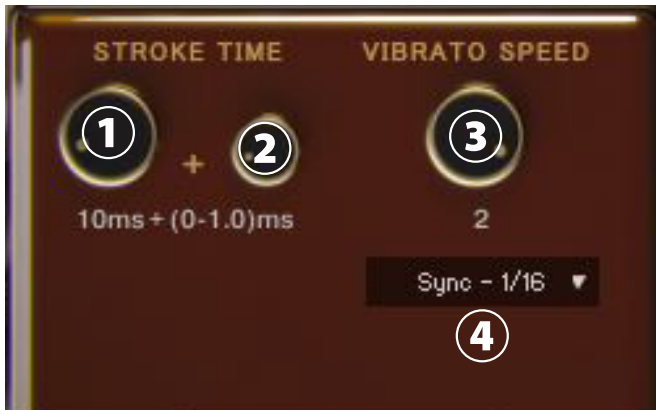 STROKE TIME VIBRATO SPEED
1 + 2 3
10ms + (0-1.0)ms 2
Sync - 1/16 ▼
4